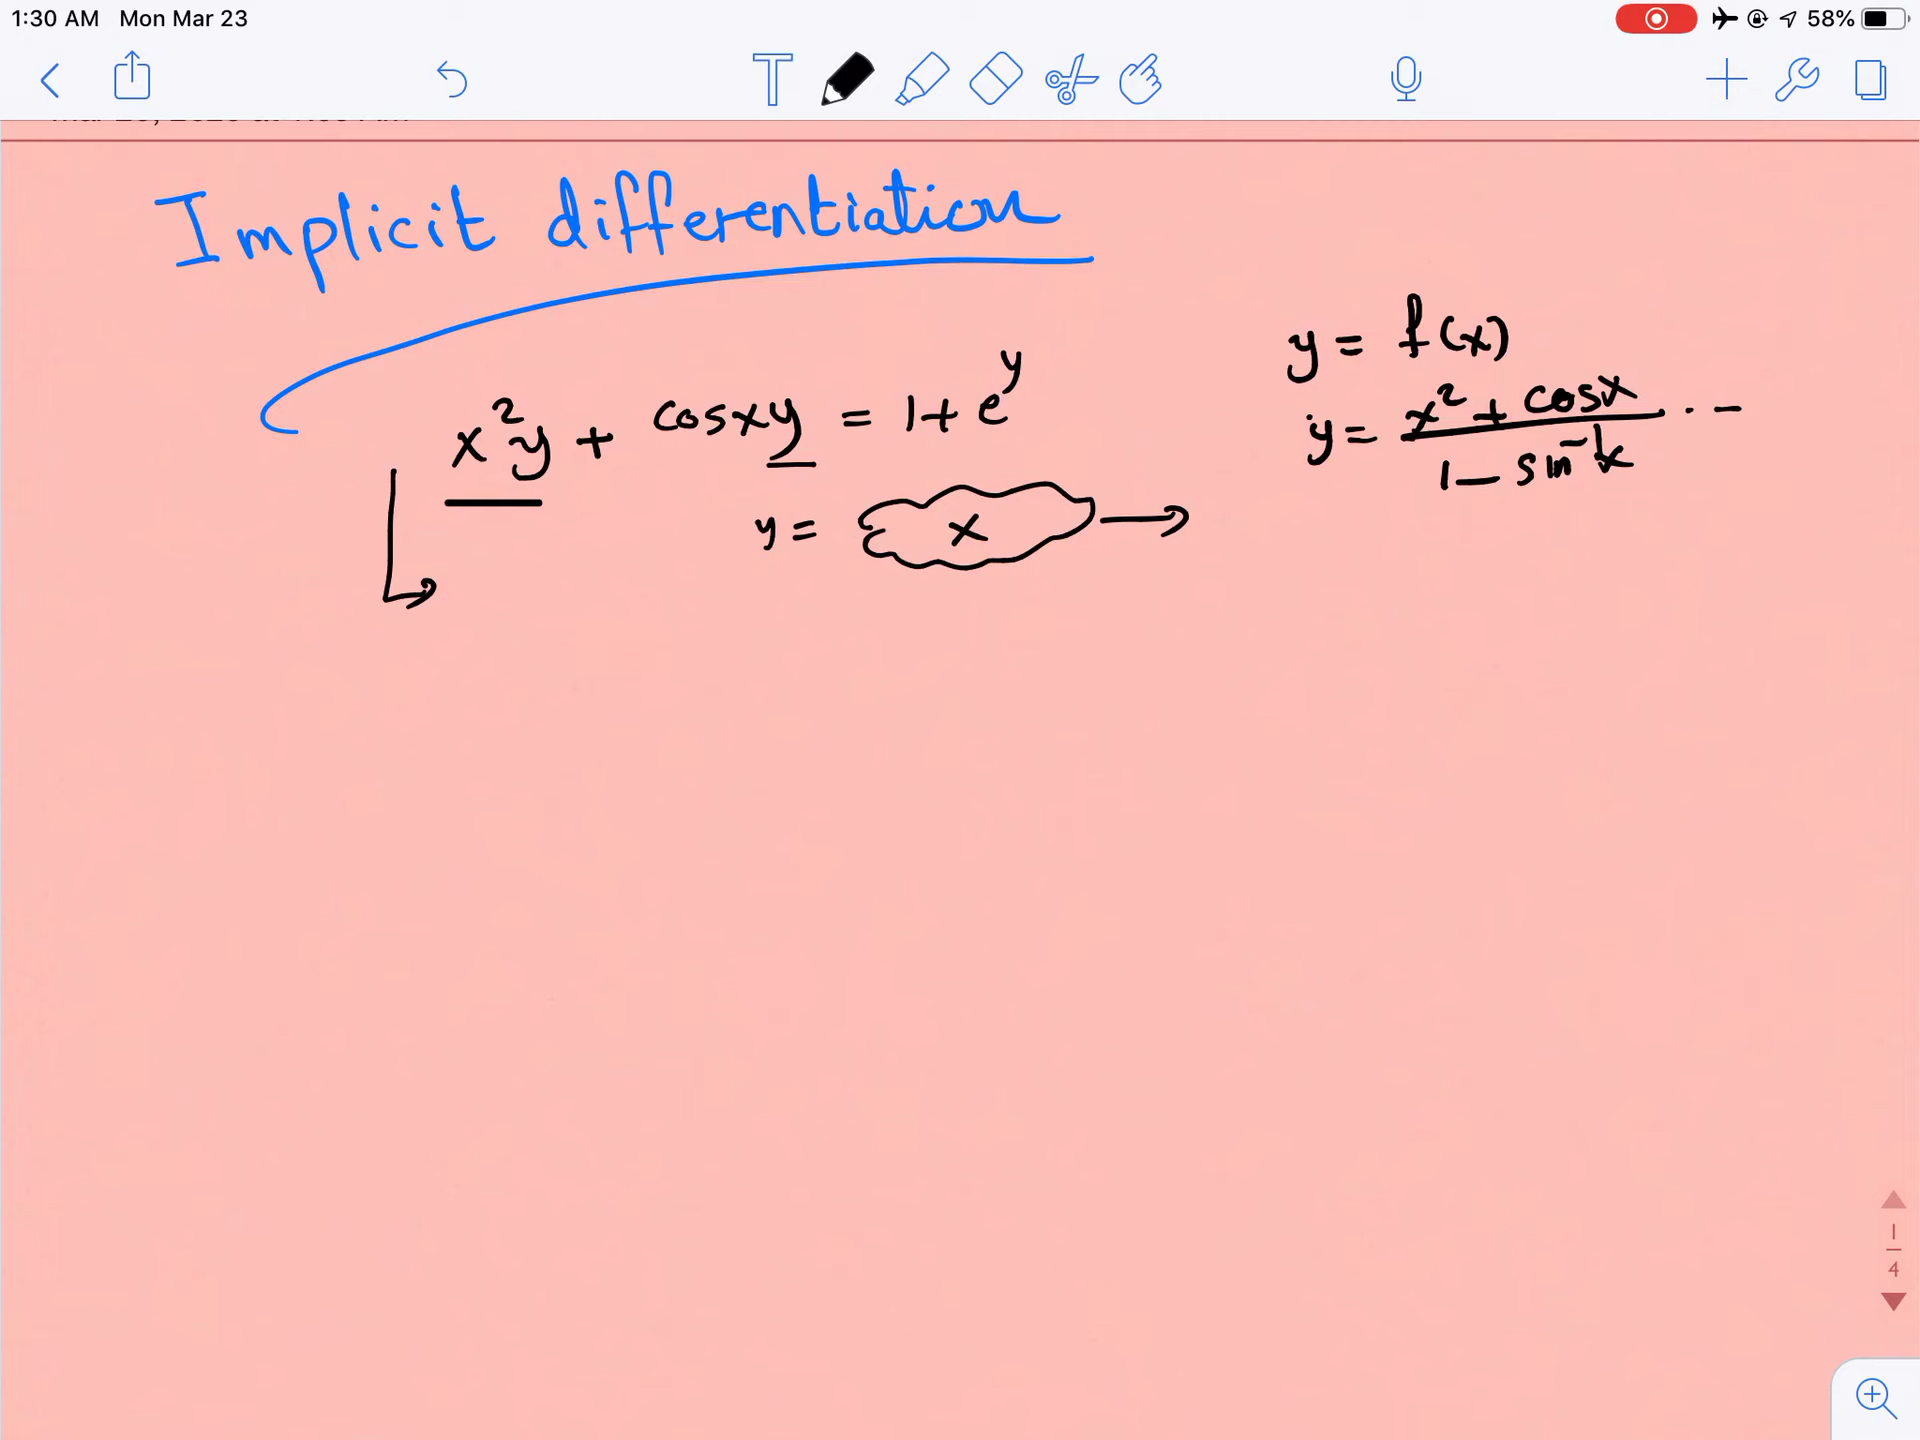 1:30 AM Mon Mar 23
58%
Implicit differentiation
y = f(x)
x²y + cosxy = 1 + e^y
y = x² + cosx / 1 - sin⁻¹x . . -
y = x
1
4